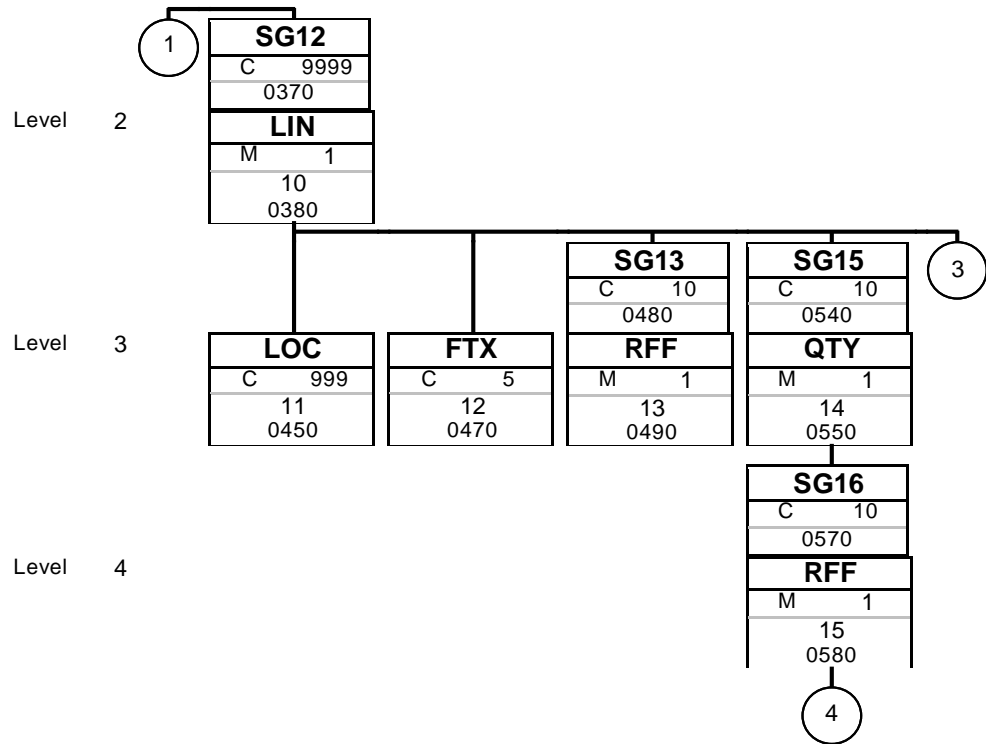 1
SG12
C 9999
0370
Level 2
LIN
M 1
10
0380
SG13
C 10
0480
SG15
C 10
0540
3
Level 3
LOC
C 999
11
0450
FTX
C 5
12
0470
RFF
M 1
13
0490
QTY
M 1
14
0550
SG16
C 10
0570
Level 4
RFF
M 1
15
0580
4